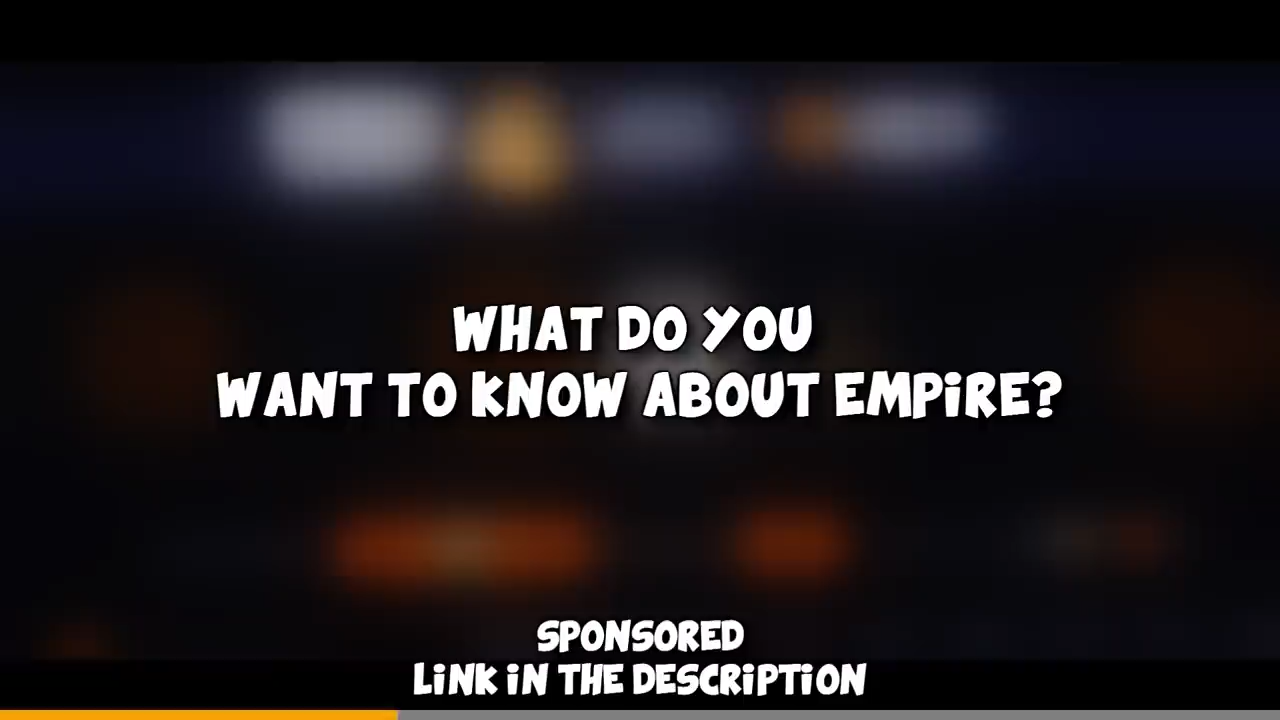 WHAT DO YOU
WANT TO KNOW ABOUT EMPiRE?
SPONSORED
LiNK iN THE DESCRiPTiON